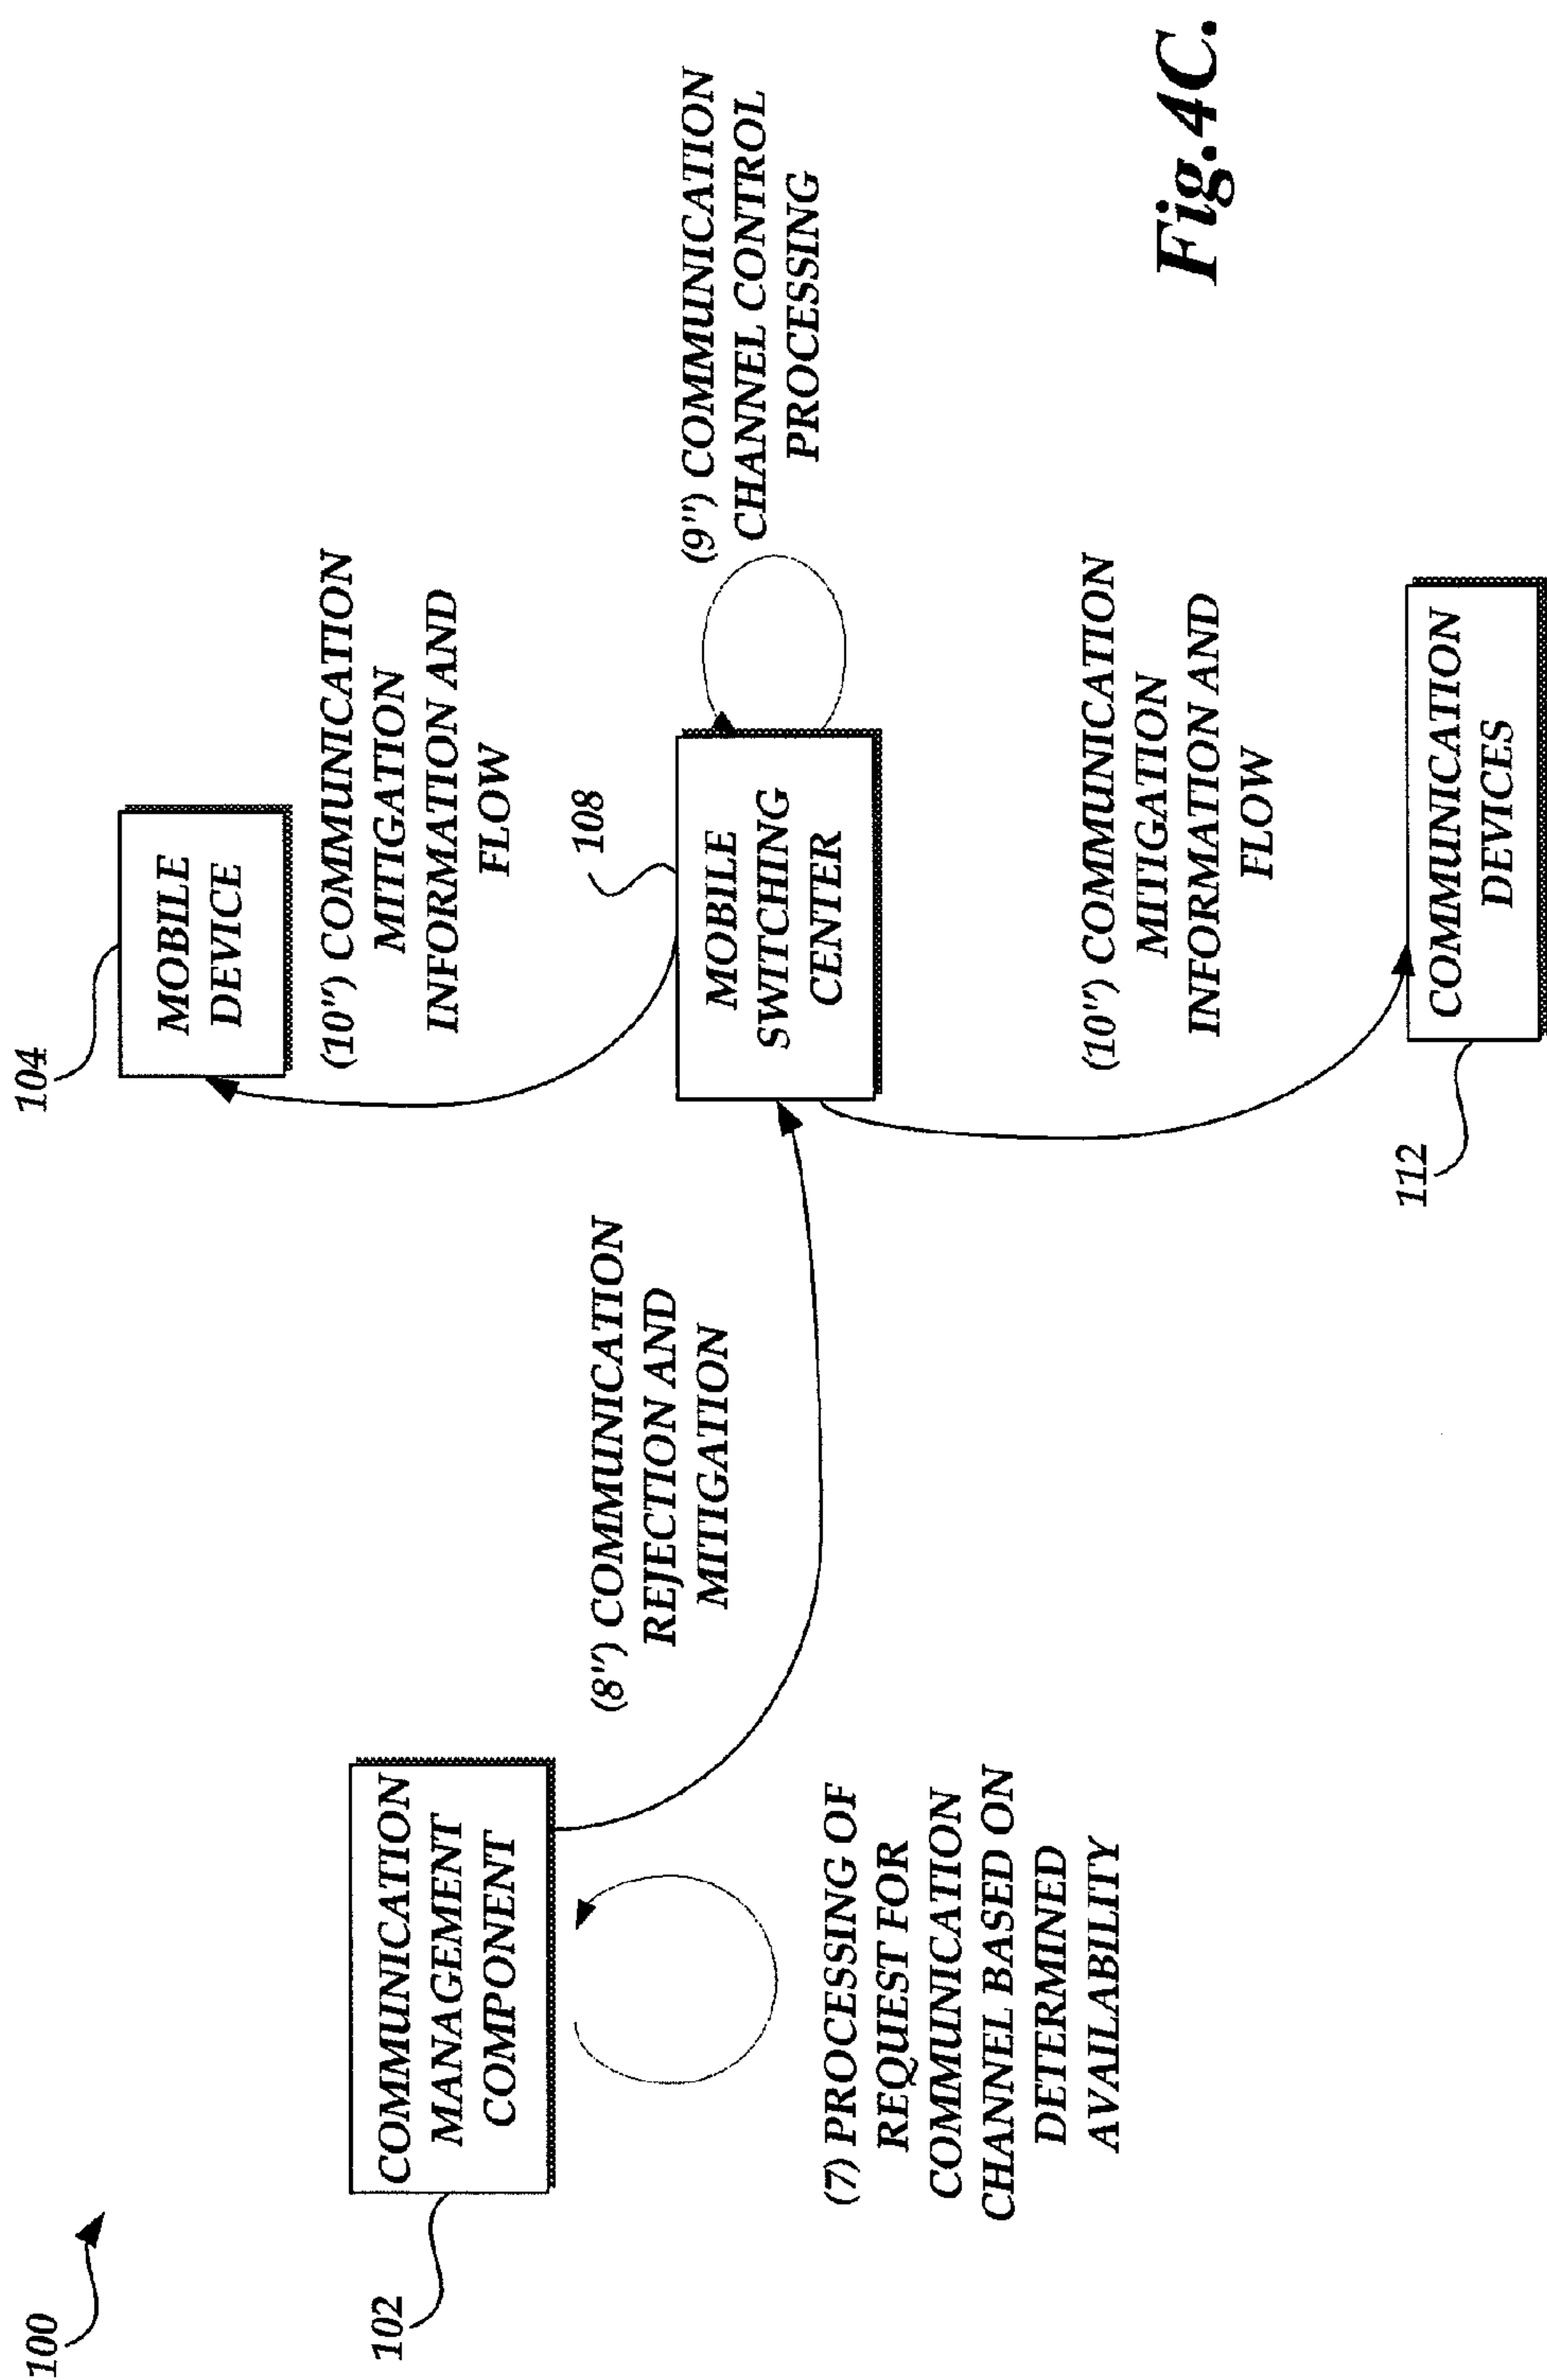 100
102
COMMUNICATION
MANAGEMENT
COMPONENT
(7) PROCESSING OF
REQUEST FOR
COMMUNICATION
CHANNEL BASED ON
DETERMINED
AVAILABILITY
(8") COMMUNICATION
REJECTION AND
MITIGATION
104
MOBILE
DEVICE
(10") COMMUNICATION
MITIGATION
INFORMATION AND
FLOW
108
MOBILE
SWITCHING
CENTER
(9") COMMUNICATION
CHANNEL CONTROL
PROCESSING
(10") COMMUNICATION
MITIGATION
INFORMATION AND
FLOW
112
COMMUNICATION
DEVICES
Fig.4C.